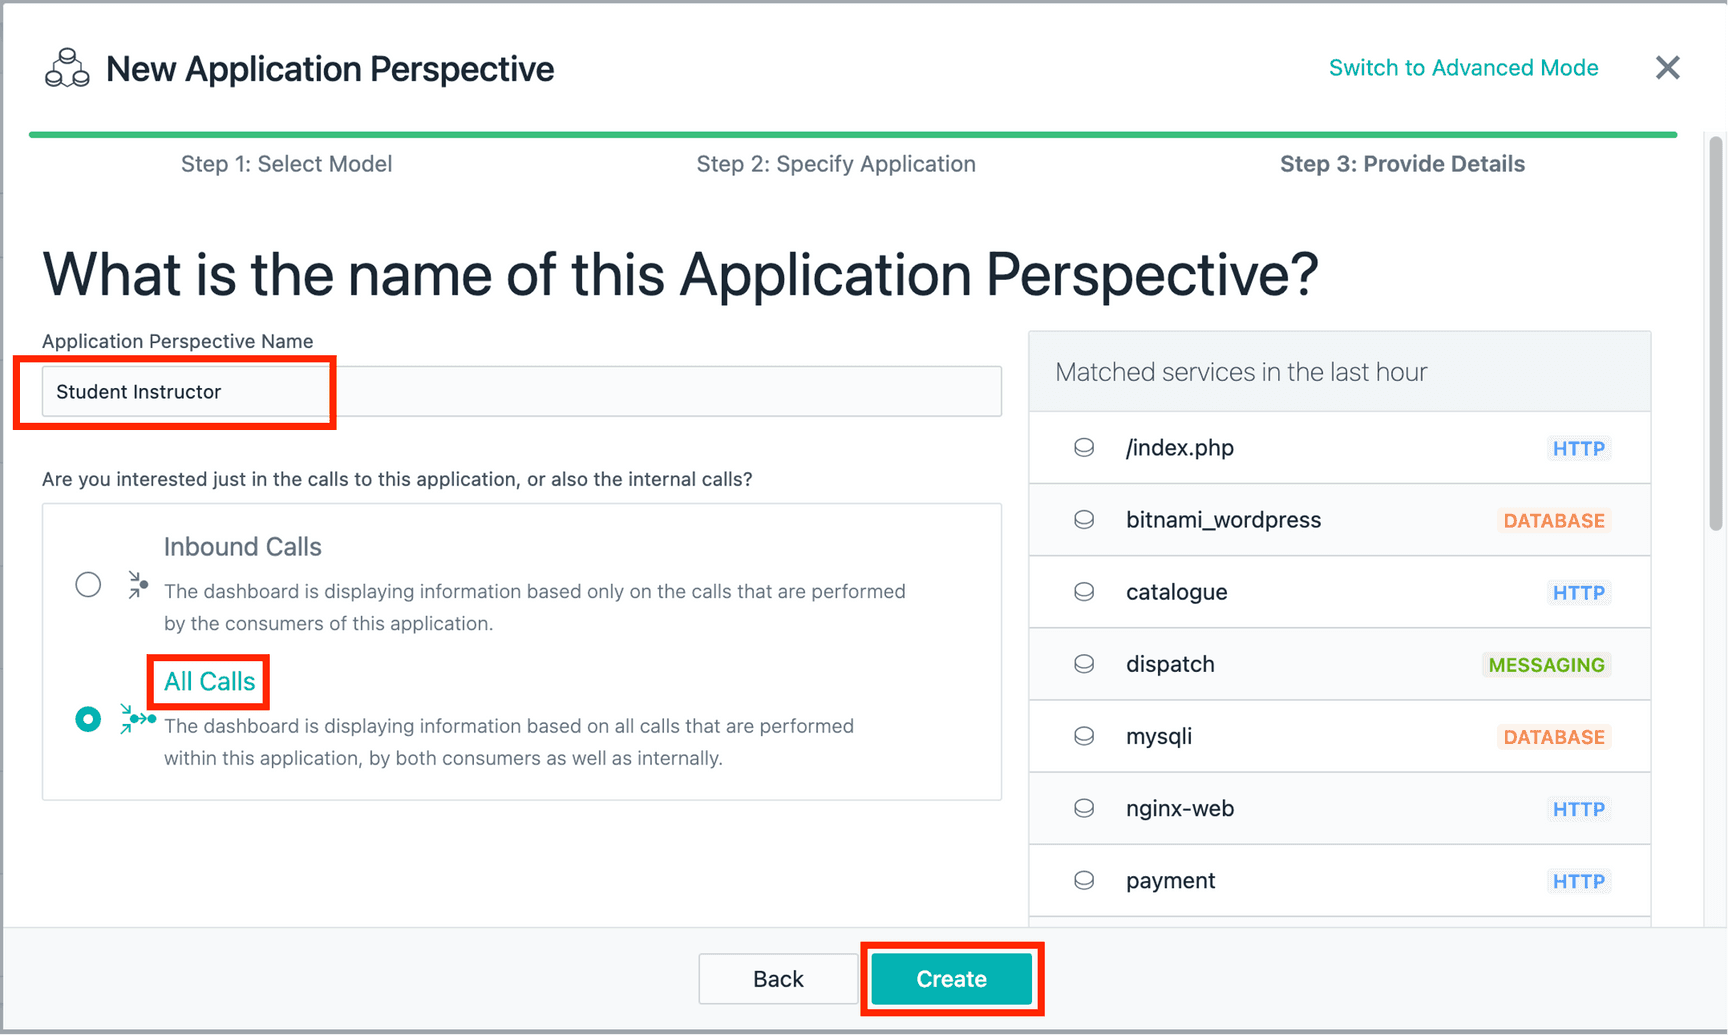 New Application Perspective
Switch to Advanced Mode
Step 1: Select Model
Step 2: Specify Application
Step 3: Provide Details
What is the name of this Application Perspective?
Application Perspective Name
Student Instructor
Are you interested just in the calls to this application, or also the internal calls?
Inbound Calls
The dashboard is displaying information based only on the calls that are performed
by the consumers of this application.
All Calls
The dashboard is displaying information based on all calls that are performed
within this application, by both consumers as well as internally.
Matched services in the last hour
/index.php HTTP
bitnami_wordpress DATABASE
catalogue HTTP
dispatch MESSAGING
mysqli DATABASE
nginx-web HTTP
payment HTTP
Back
Create